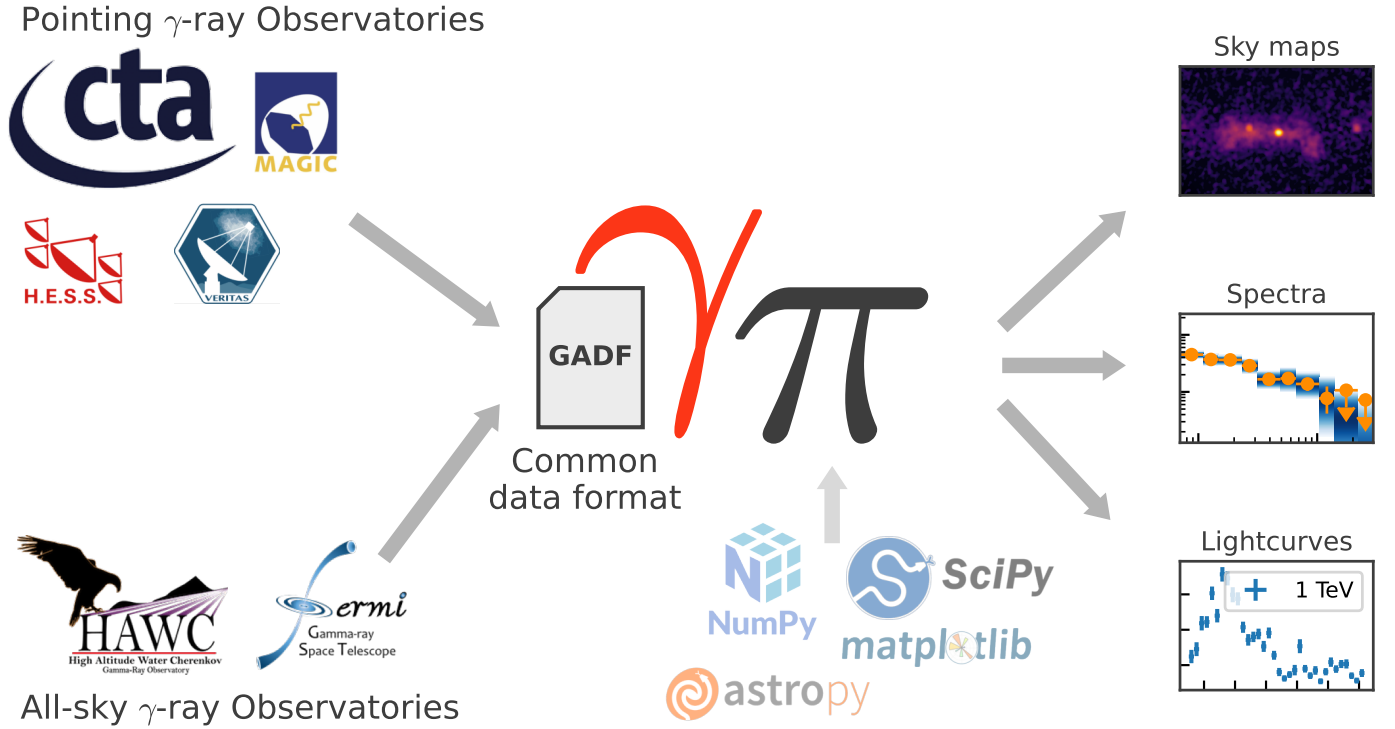 Pointing γ-ray Observatories
cta
MAGIC
H.E.S.S.
VERITAS
GADF
γπ
Common
data format
HAWC
High Altitude Water Cherenkov
Gamma-Ray Observatory
Fermi
Gamma-ray
Space Telescope
All-sky γ-ray Observatories
NumPy
SciPy
matplotlib
astropy
Sky maps
Spectra
Lightcurves
1 TeV